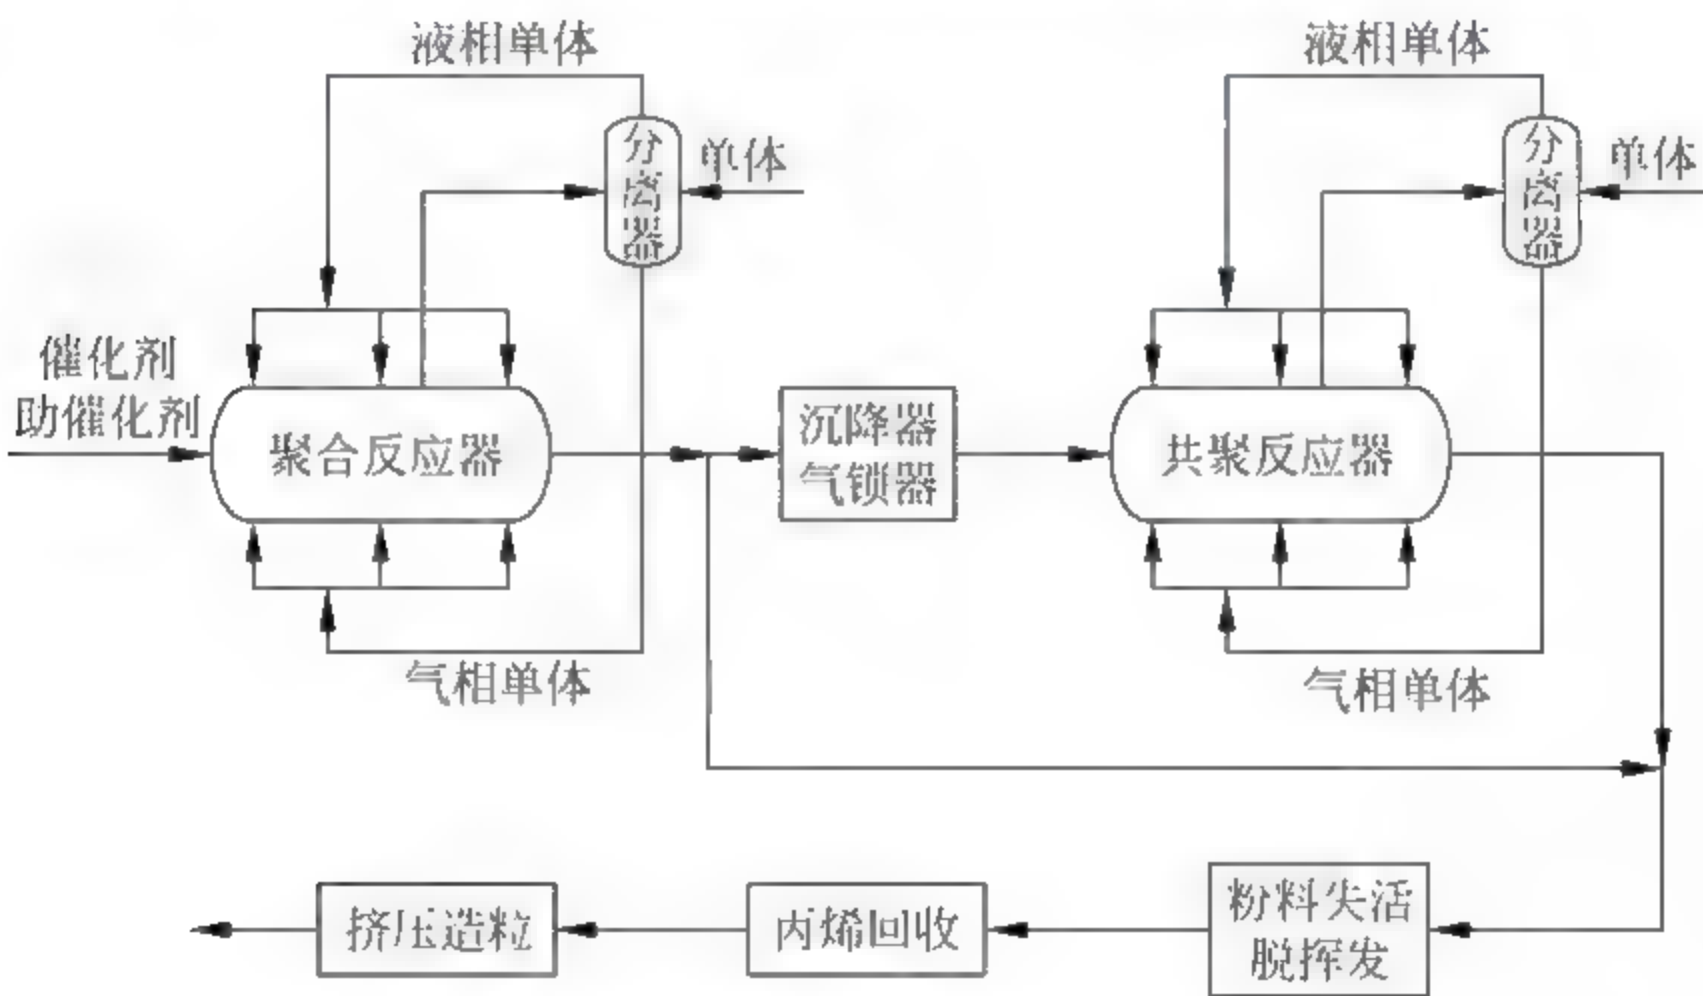 液相单体
液相单体
分离器
单体
分离器
单体
催化剂
助催化剂
聚合反应器
沉降器
气锁器
共聚反应器
气相单体
气相单体
挤压造粒
丙烯回收
粉料失活
脱挥发